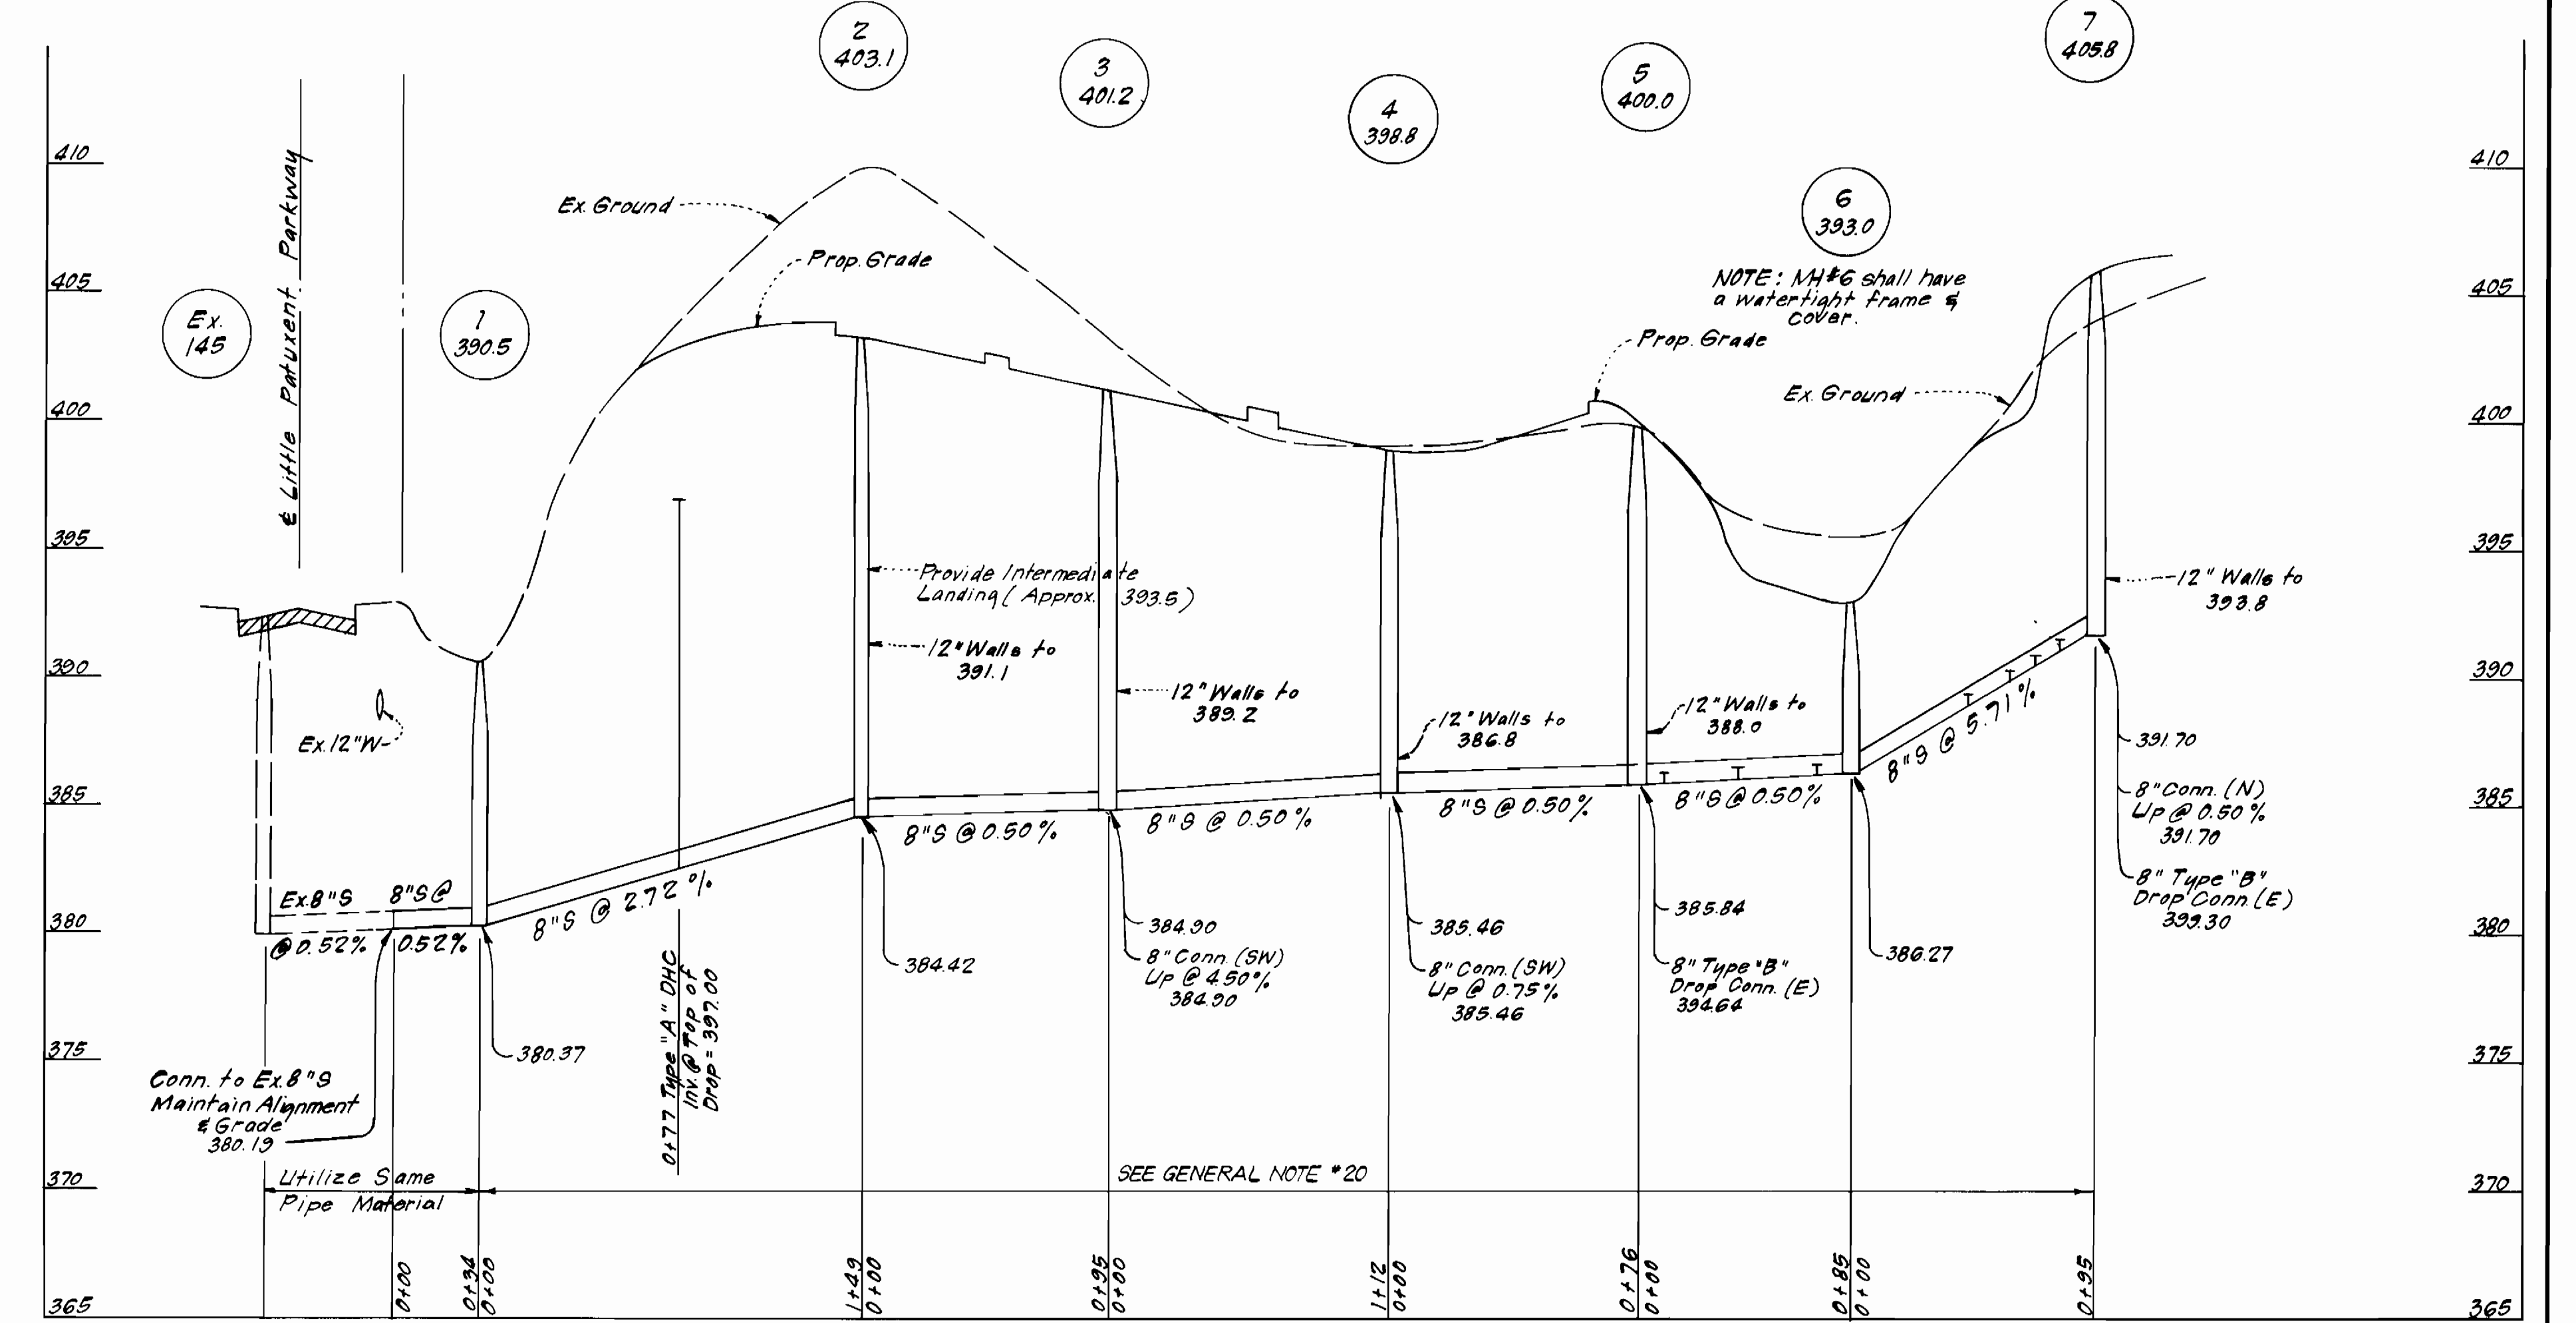 2
403.1
3
401.2
4
398.8
5
400.0
7
405.8
6
393.0
NOTE: MH#6 shall have
a watertight frame &
cover.
Ex.
145
℄ Little Patuxent Parkway
1
390.5
Ex. Ground
Prop. Grade
Prop. Grade
Ex. Ground
410
405
400
395
390
385
380
375
370
365
410
405
400
395
390
385
380
375
370
365
Provide Intermediate
Landing ( Approx. 393.5 )
12" Walls to
391.1
12" Walls to
389.2
12" Walls to
386.8
12" Walls to
388.0
12" Walls to
393.8
Ex. 12" W
Ex. 8"S
@ 0.52%
8"S @
0.52%
8"S @ 2.72 %
8"S @ 0.50%
8"S @ 0.50%
8"S @ 0.50%
8"S @ 0.50%
8"S @ 5.71%
391.70
8" Conn. (N)
Up @ 0.50 %
391.70
8" Type "B"
Drop Conn. (E)
399.30
384.42
384.90
8" Conn. (SW)
Up @ 4.50%
384.90
385.46
8" Conn. (SW)
Up @ 0.75%
385.46
385.84
8" Type "B"
Drop Conn. (E)
394.64
386.27
380.37
0+77 Type "A" DHC
Inv. @ Top of
Drop = 397.00
Conn. to Ex. 8"S
Maintain Alignment
& Grade
380.19
Utilize Same
Pipe Material
SEE GENERAL NOTE #20
0+00
0+34
0+00
1+49
0+00
0+95
0+00
1+12
0+00
0+76
0+00
0+85
0+00
0+95